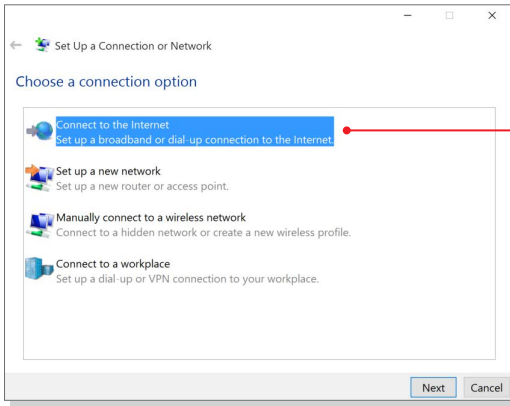 Set Up a Connection or Network
Choose a connection option
Connect to the Internet
Set up a broadband or dial-up connection to the Internet.
Set up a new network
Set up a new router or access point.
Manually connect to a wireless network
Connect to a hidden network or create a new wireless profile.
Connect to a workplace
Set up a dial-up or VPN connection to your workplace.
Next Cancel